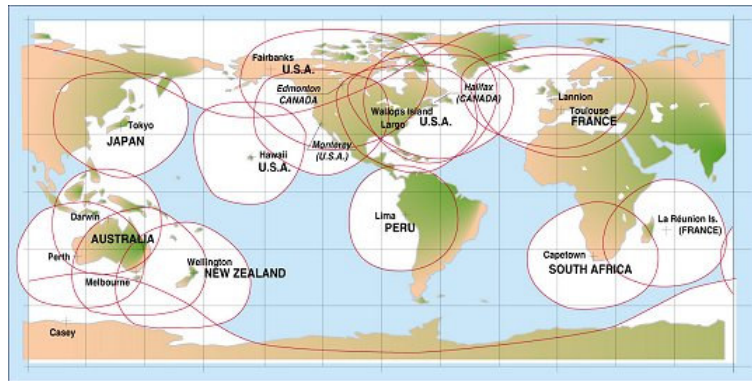 Fairbanks
U.S.A.
Edmonton
CANADA
Halifax
(CANADA)
Lannion
Toulouse
FRANCE
Wallops Island
Largo
U.S.A.
Tokyo
JAPAN
Monterey
(U.S.A.)
Hawaii
U.S.A.
Darwin
Lima
PERU
La Réunion Is.
(FRANCE)
AUSTRALIA
Perth
Wellington
NEW ZEALAND
Capetown
SOUTH AFRICA
Melbourne
Casey